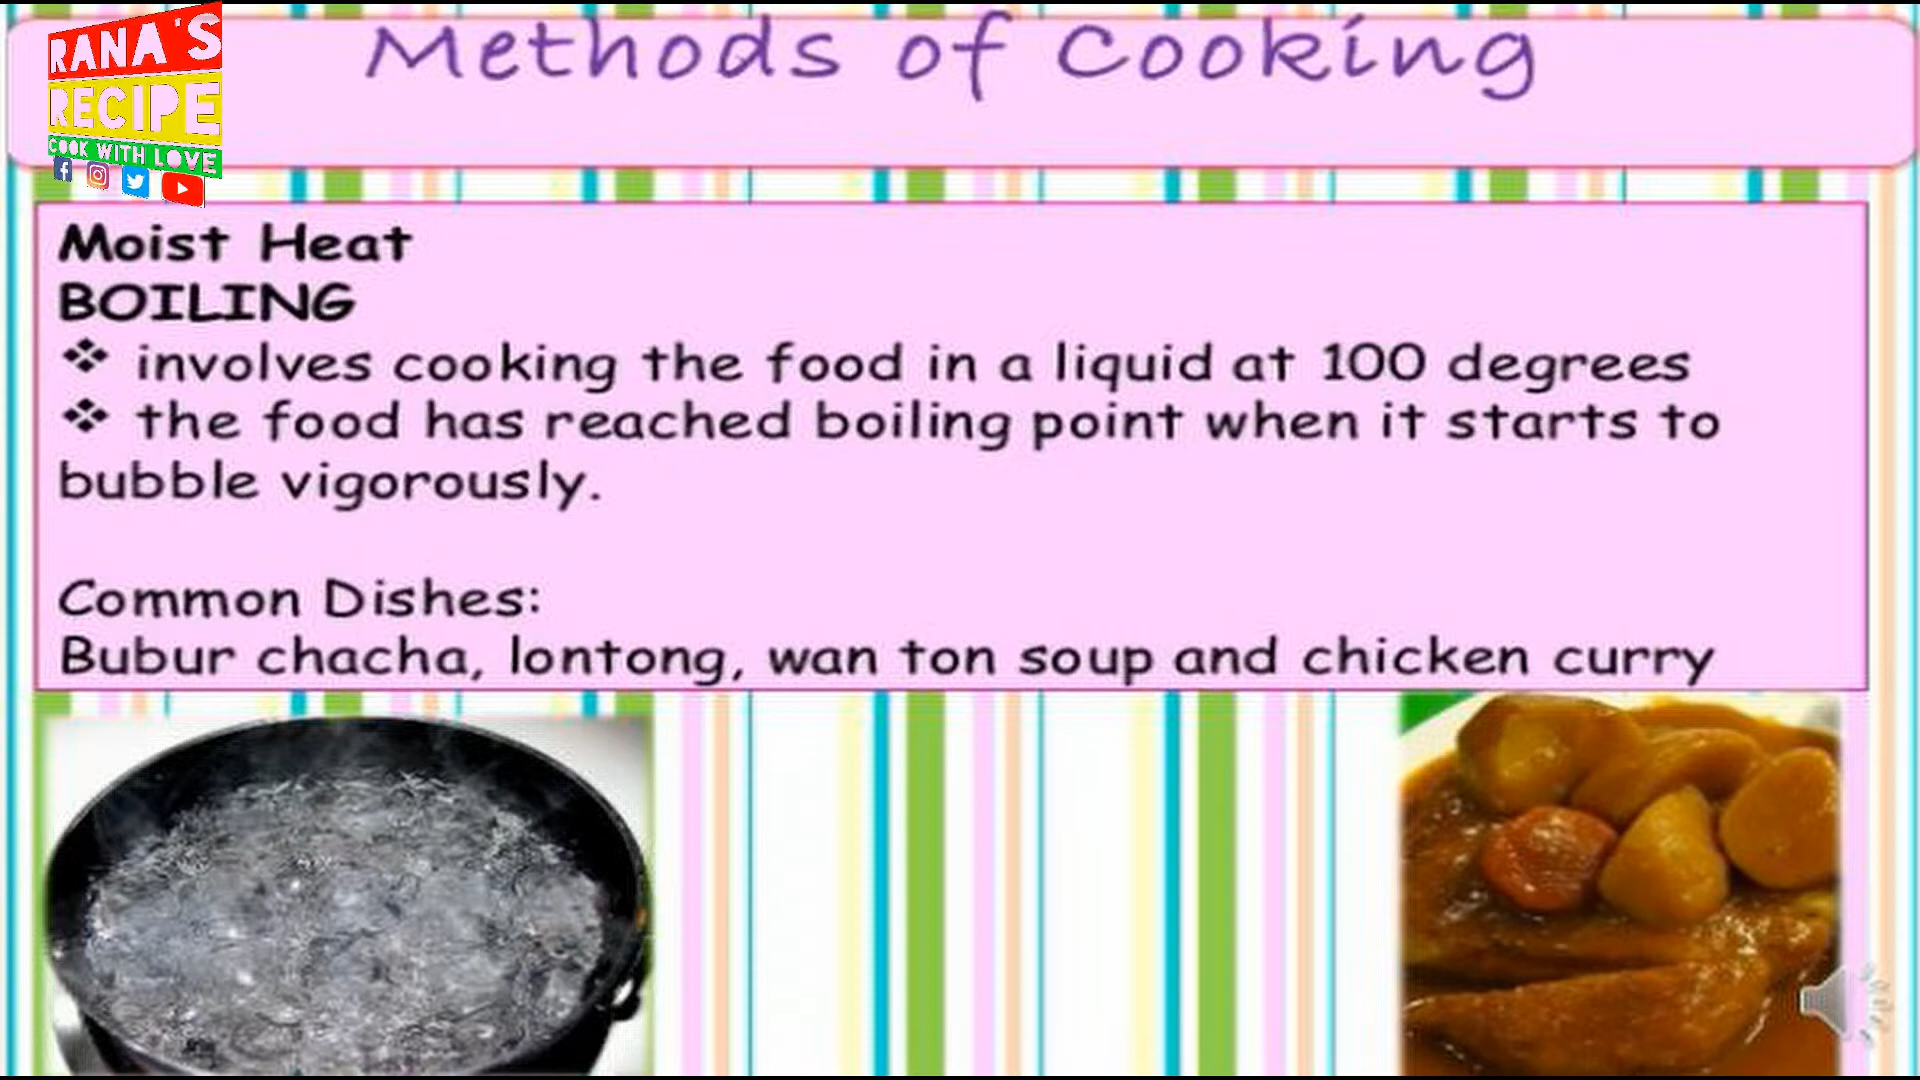 RANA'S
RECIPE
COOK WITH LOVE
Methods of Cooking
Moist Heat
BOILING
❖ involves cooking the food in a liquid at 100 degrees
❖ the food has reached boiling point when it starts to
bubble vigorously.
Common Dishes:
Bubur chacha, lontong, wan ton soup and chicken curry